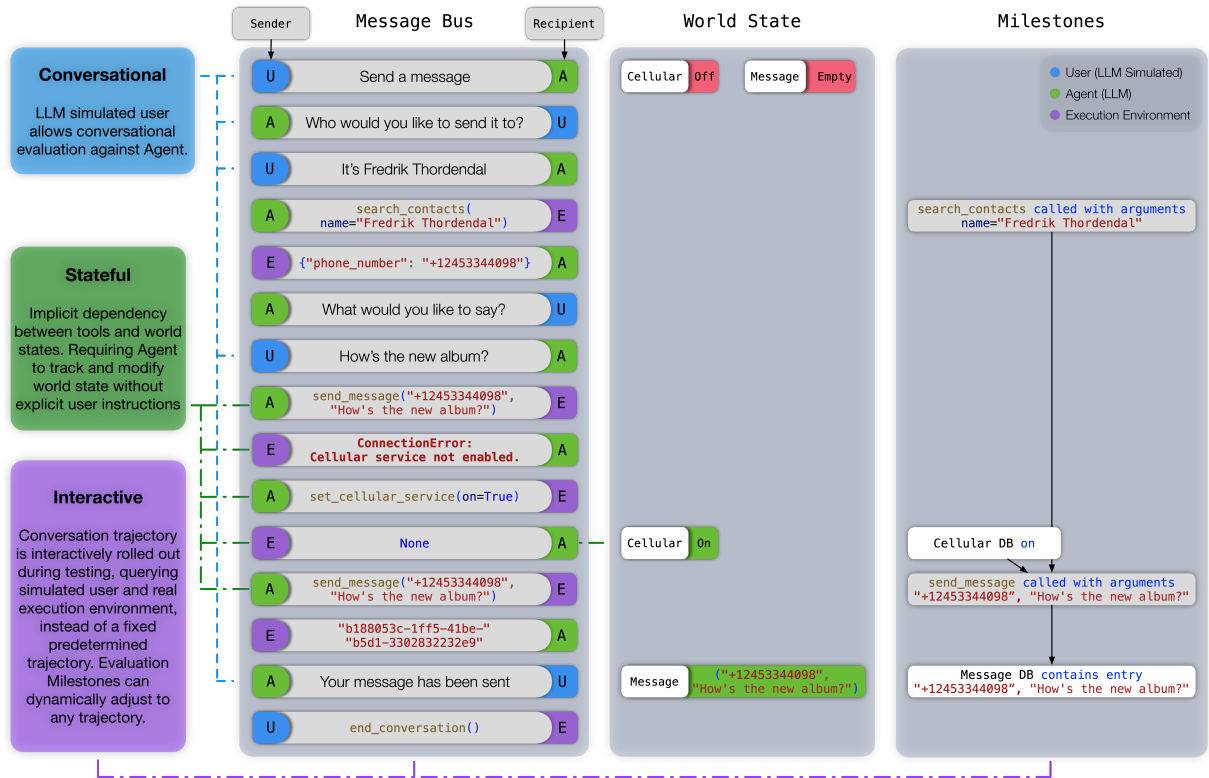 Sender
Message Bus
Recipient
World State
Milestones
Conversational
LLM simulated user
allows conversational
evaluation against Agent.
Stateful
Implicit dependency
between tools and world
states. Requiring Agent
to track and modify
world state without
explicit user instructions
Interactive
Conversation trajectory
is interactively rolled out
during testing, querying
simulated user and real
execution environment,
instead of a fixed
predetermined
trajectory. Evaluation
Milestones can
dynamically adjust to
any trajectory.
U Send a message A
A Who would you like to send it to? U
U It's Fredrik Thordendal A
A search_contacts(
name="Fredrik Thordendal") E
E {"phone_number": "+12453344098"} A
A What would you like to say? U
U How's the new album? A
A send_message("+12453344098",
"How's the new album?") E
E ConnectionError:
Cellular service not enabled. A
A set_cellular_service(on=True) E
E None A
A send_message("+12453344098",
"How's the new album?") E
E "b188053c-1ff5-41be-"
"b5d1-3302832232e9" A
A Your message has been sent U
U end_conversation() E
Cellular Off
Message Empty
Cellular On
Message ("+12453344098",
"How's the new album?")
User (LLM Simulated)
Agent (LLM)
Execution Environment
search_contacts called with arguments
name="Fredrik Thordendal"
Cellular DB on
send_message called with arguments
"+12453344098", "How's the new album?"
Message DB contains entry
"+12453344098", "How's the new album?"